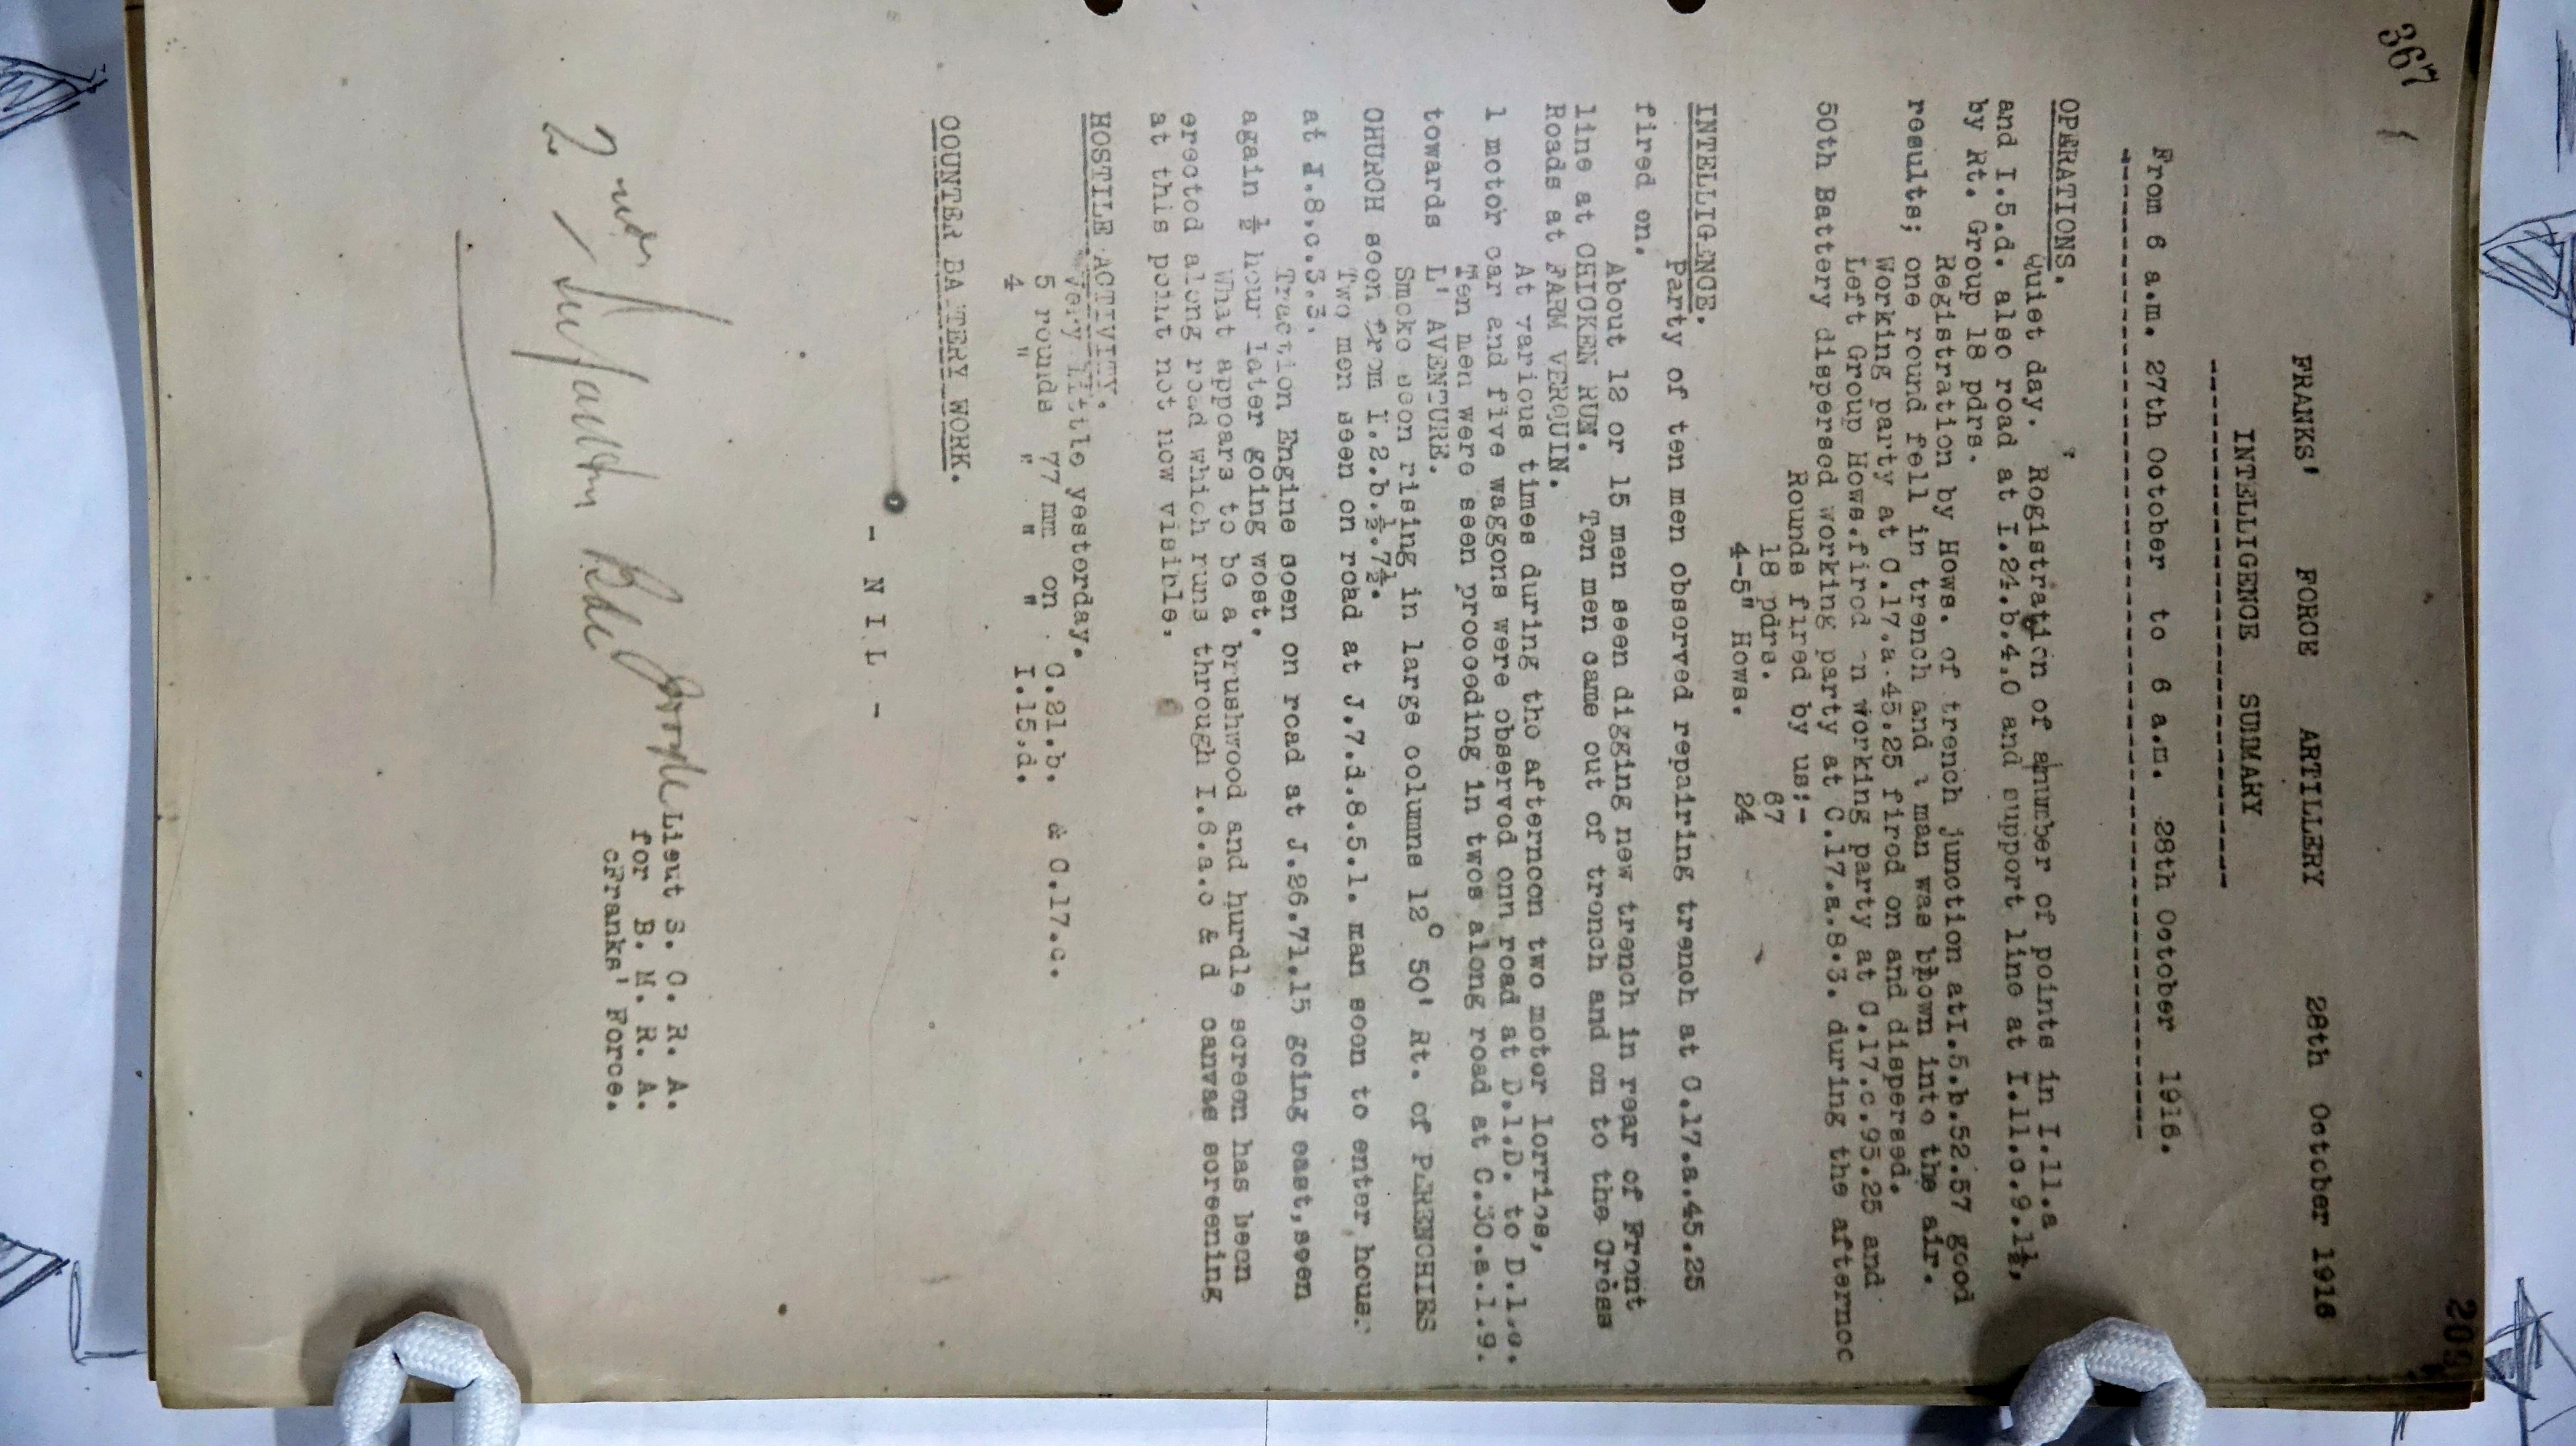 367
209
FRANKS' FORCE ARTILLERY 28th October 1916
INTELLIGENCE SUMMARY
From 6 a.m. 27th October to 6 a.m. 28th October 1916.
OPERATIONS.
Quiet day. Registration of anumber of points in I.11.a
and I.5.d. also road at I.24.b.4.0 and support line at I.11.c.9.1½,
by Rt. Group 18 pdrs.
Registration by Hows. of trench junction atI.5.b.52.57 good
results; one round fell in trench and 1 man was blown into the air.
Working party at C.17.a.45.25 fired on and dispersed.
Left Group Hows.fired on working party at C.17.c.95.25 and
50th Battery dispersed working party at C.17.a.8.3. during the afternoo
Rounds fired by us:-
18 pdrs. 67
4-5" Hows. 24
INTELLIGENCE.
Party of ten men observed repairing trench at C.17.a.45.25
fired on.
About 12 or 15 men seen digging new trench in rear of Front
line at CHICKEN RUN. Ten men came out of trench and on to the Cross
Roads at FARM VERQUIN.
At various times during the afternoon two motor lorries,
1 motor car and five waggons were observed onn road at D.1.D. to D.1.c.
Ten men were seen proceeding in twos along road at C.30.a.1.9.
towards L' AVENTURE.
Smoke seen rising in large columns 12° 50' Rt. of PERENCHIES
CHURCH seen from I.2.b.½.7½.
Two men seen on road at J.7.d.8.5.1. man seen to enter house
at I.8.c.3.3.
Traction Engine seen on road at J.26.71.15 going east,seen
again ½ hour later going west.
What appears to be a brushwood and hurdle screen has been
erected along road which runs through I.6.a.c & d canvas screening
at this point not now visible.
HOSTILE ACTIVITY.
Very little yesterday.
5 rounds 77 mm on C.21.b. & C.17.c.
4 " " " " I.15.d.
COUNTER BATTERY WORK.
- N I L -
Lieut S. C. R. A.
for B. M. R. A.
cFranks' Force.
2nd Bde